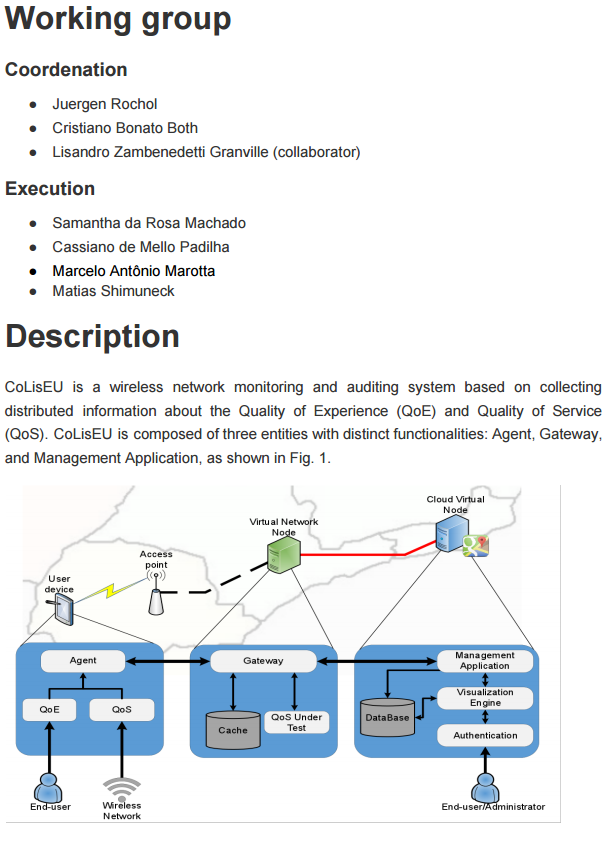 Working group
Coordenation
● Juergen Rochol
● Cristiano Bonato Both
● Lisandro Zambenedetti Granville (collaborator)
Execution
● Samantha da Rosa Machado
● Cassiano de Mello Padilha
● Marcelo Antônio Marotta
● Matias Shimuneck
Description
CoLisEU is a wireless network monitoring and auditing system based on collecting
distributed information about the Quality of Experience (QoE) and Quality of Service
(QoS). CoLisEU is composed of three entities with distinct functionalities: Agent, Gateway,
and Management Application, as shown in Fig. 1.
Cloud Virtual
Node
Virtual Network
Node
Access
point
User
device
Agent
QoE
QoS
Gateway
Cache
QoS Under
Test
Management
Application
Visualization
Engine
DataBase
Authentication
End-user
Wireless
Network
End-user/Administrator